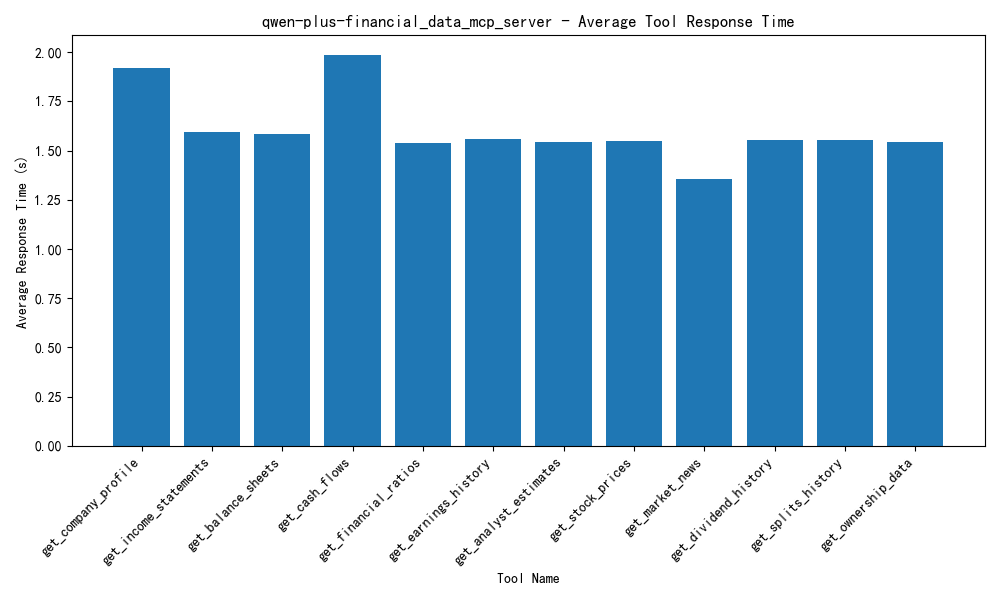 qwen-plus-financial_data_mcp_server - Average Tool Response Time
Average Response Time (s)
2.00
1.75
1.50
1.25
1.00
0.75
0.50
0.25
0.00
get_company_profile
get_income_statements
get_balance_sheets
get_cash_flows
get_financial_ratios
get_earnings_history
get_analyst_estimates
get_stock_prices
get_market_news
get_dividend_history
get_splits_history
get_ownership_data
Tool Name